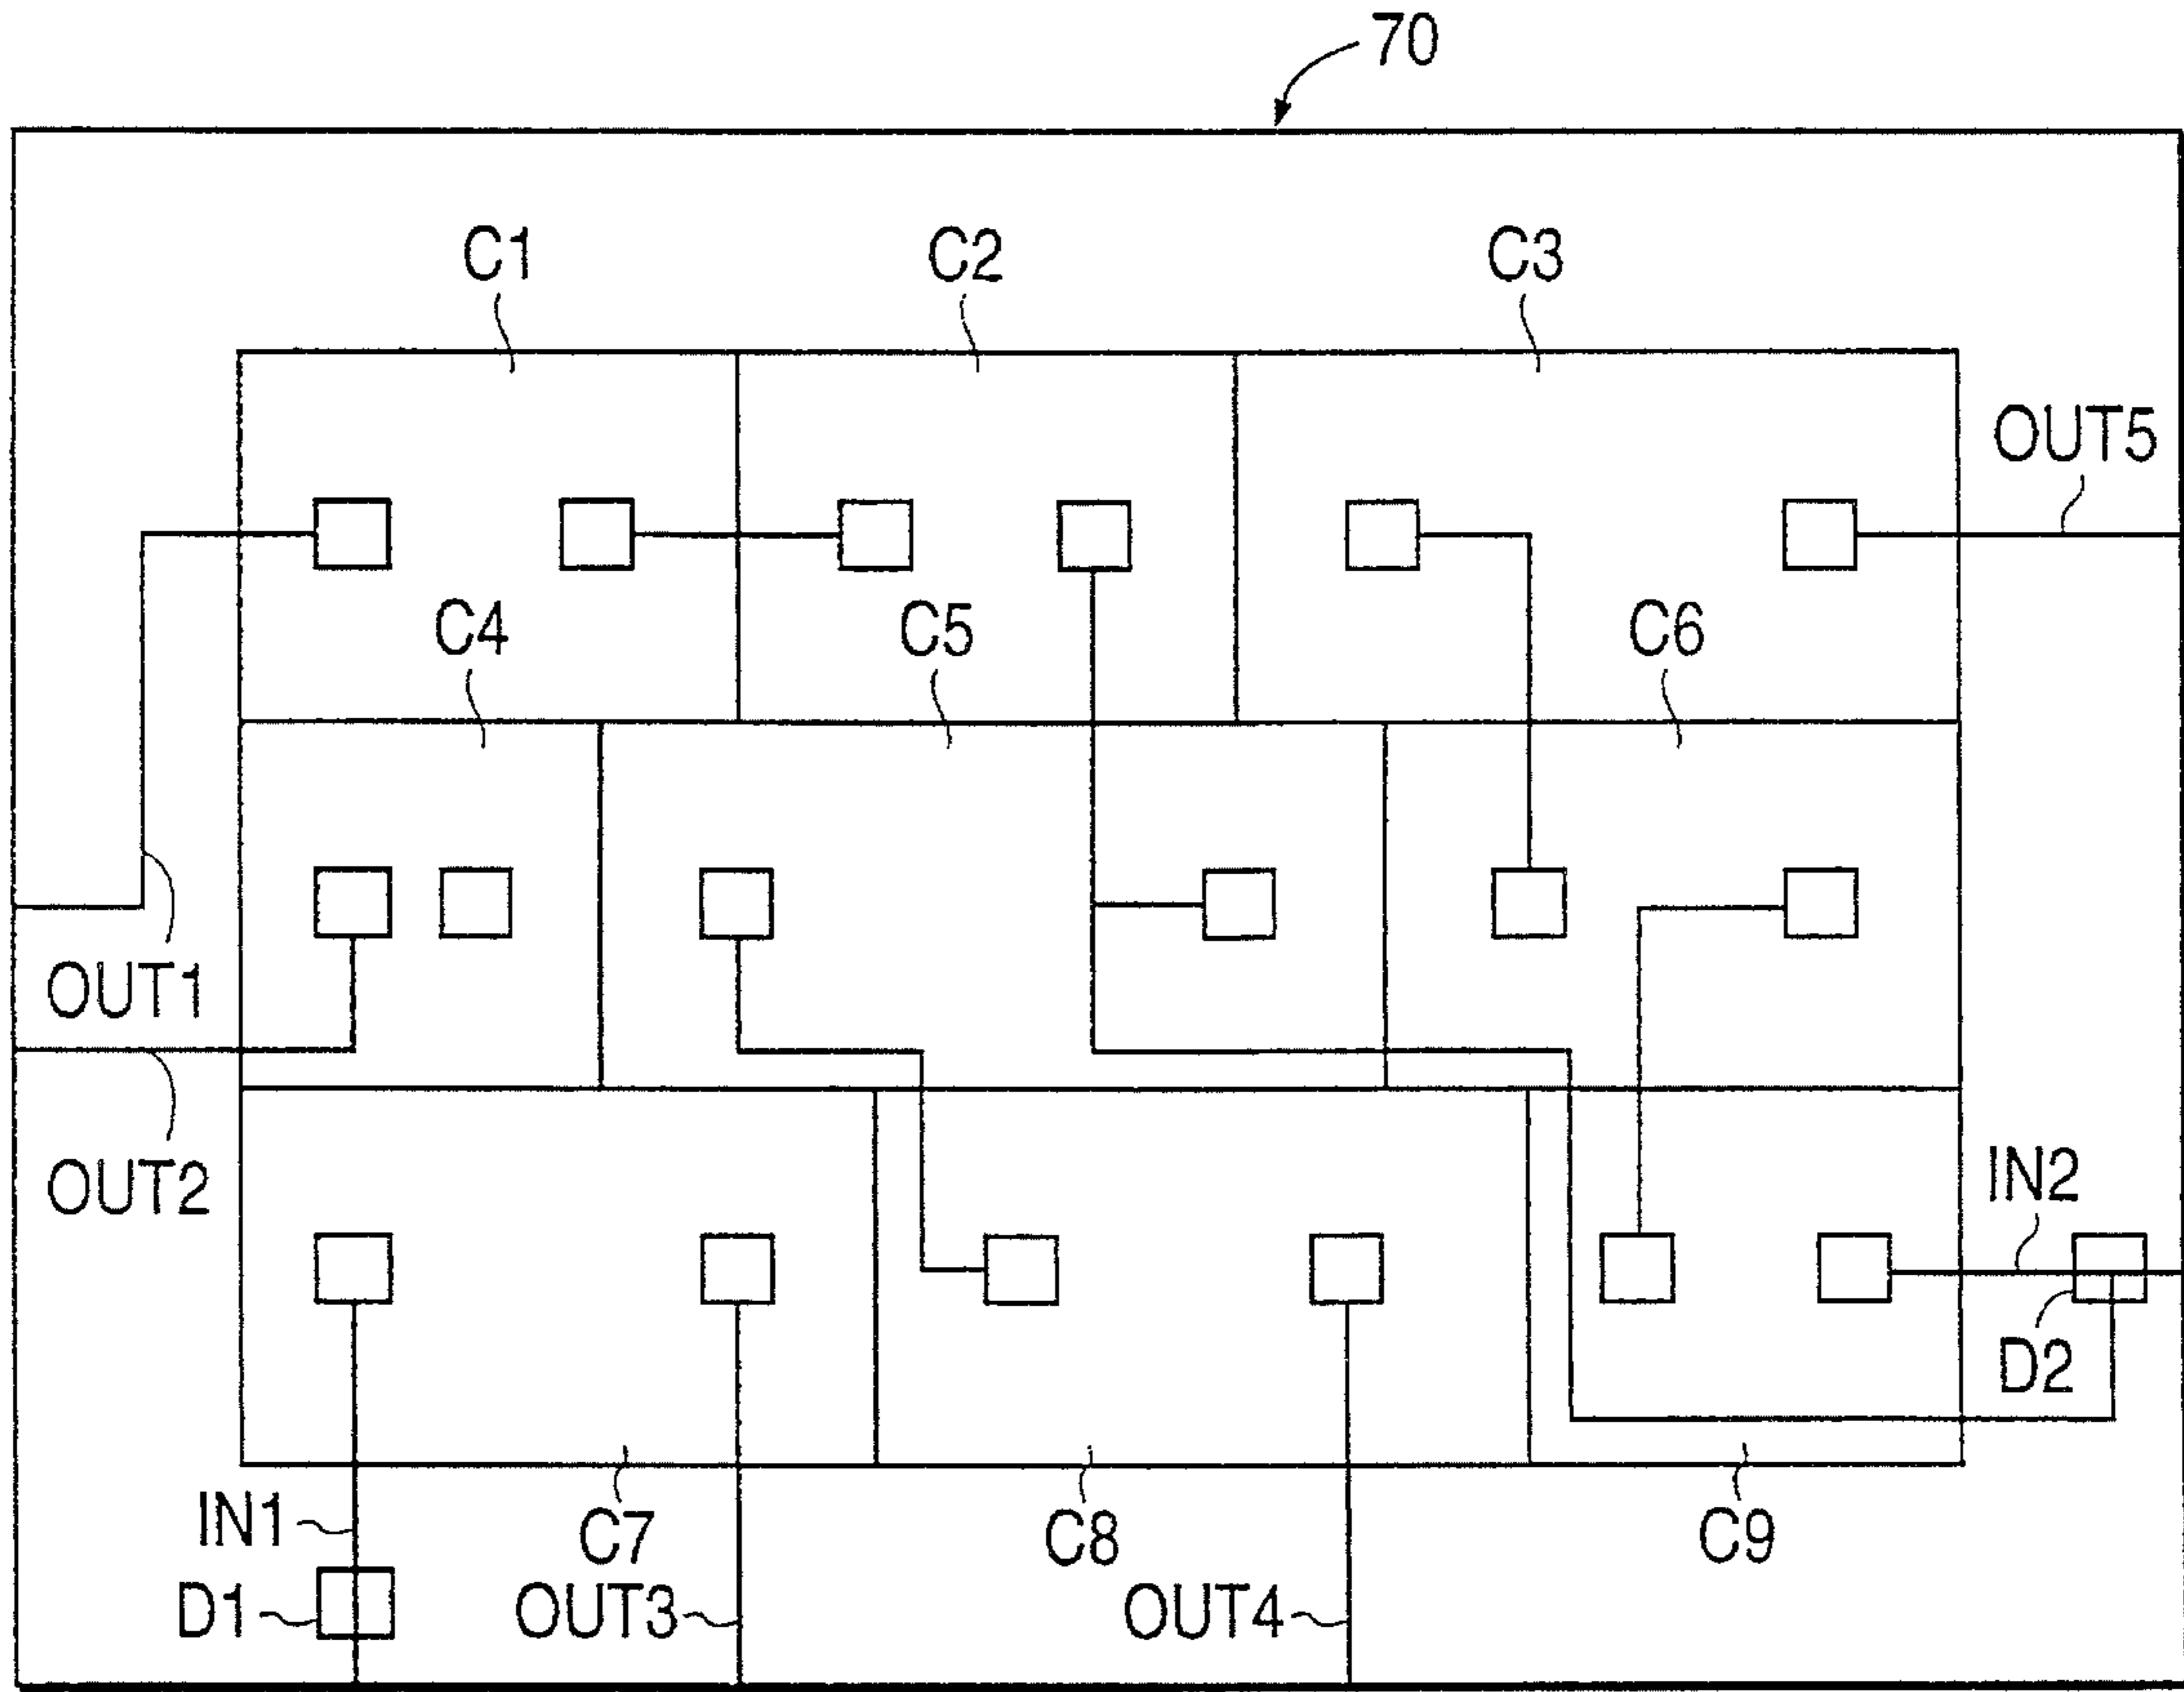 70
C1 C2 C3
OUT5
C4 C5 C6
OUT1
OUT2
IN2
D2
IN1 C7 C8 C9
D1 OUT3 OUT4